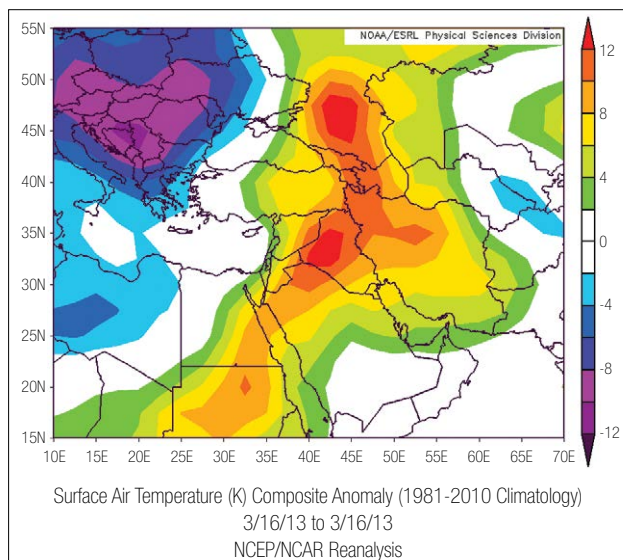 NOAA/ESRL Physical Sciences Division
55N
50N
45N
40N
35N
30N
25N
20N
15N
10E 15E 20E 25E 30E 35E 40E 45E 50E 55E 60E 65E 70E
12
8
4
0
-4
-8
-12
Surface Air Temperature (K) Composite Anomaly (1981-2010 Climatology)
3/16/13 to 3/16/13
NCEP/NCAR Reanalysis